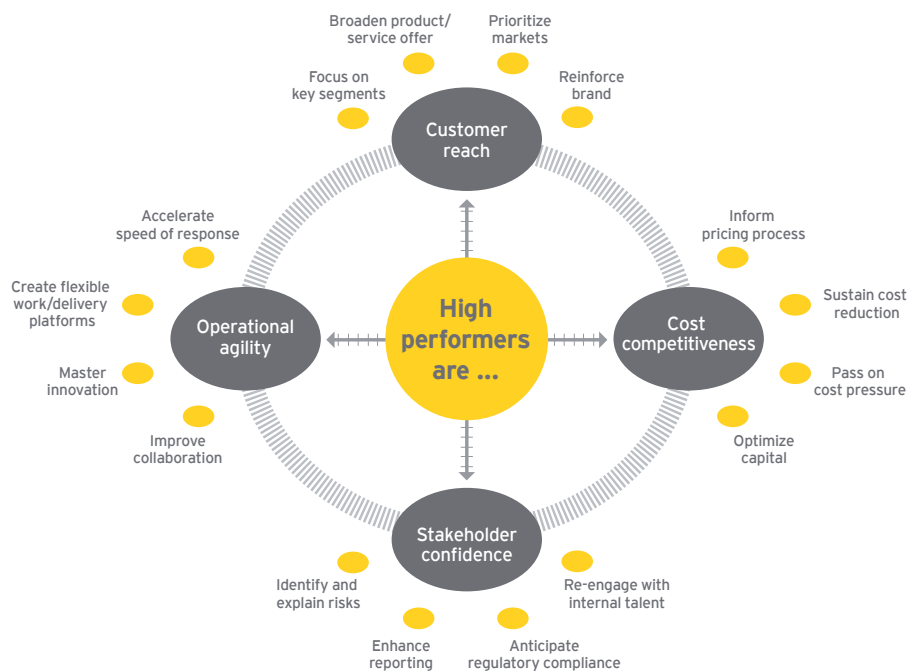 Broaden product/
service offer
Prioritize
markets
Focus on
key segments
Reinforce
brand
Customer
reach
Accelerate
speed of response
Inform
pricing process
Create flexible
work/delivery
platforms
Sustain cost
reduction
Operational
agility
High
performers
are ...
Cost
competitiveness
Master
innovation
Pass on
cost pressure
Improve
collaboration
Optimize
capital
Stakeholder
confidence
Identify and
explain risks
Re-engage with
internal talent
Enhance
reporting
Anticipate
regulatory compliance